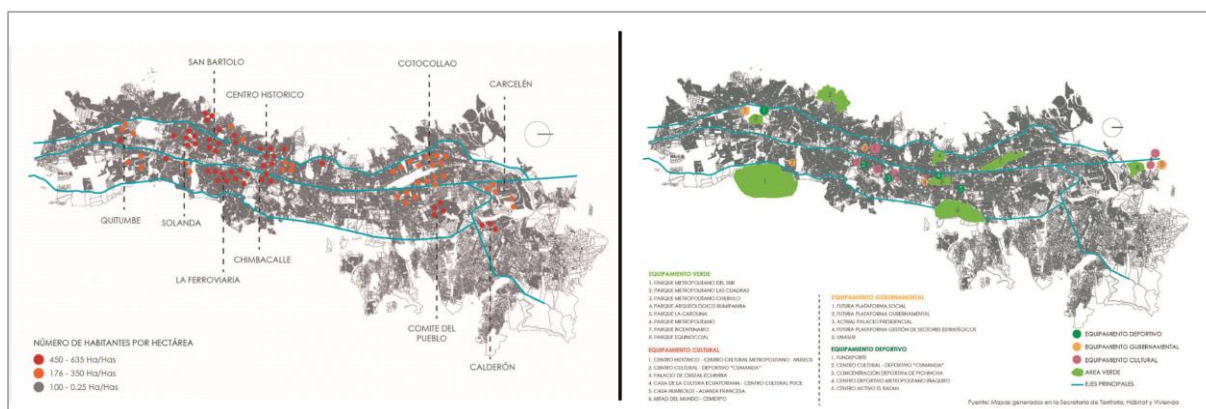 SAN BARTOLO
CENTRO HISTORICO
COTOCOLLAO
CARCELÉN
QUITUMBE
SOLANDA
LA FERROVIARIA
CHIMBACALLE
COMITE DEL
PUEBLO
CALDERÓN
NÚMERO DE HABITANTES POR HECTÁREA
450 - 635 Ha/Has
176 - 350 Ha/Has
100 - 0,25 Ha/Has
EQUIPAMIENTO VERDE
1. PARQUE METROPOLITANO DEL SUR
2. PARQUE METROPOLITANO LAS CUADRAS
3. PARQUE METROPOLITANO CHILIBULO
4. PARQUE ARQUEOLÓGICO RUMIPAMBA
5. PARQUE LA CAROLINA
6. PARQUE METROPOLITANO
7. PARQUE BICENTENARIO
8. PARQUE EQUINOCCIAL
EQUIPAMIENTO CULTURAL
1. CENTRO HISTÓRICO - CENTRO CULTURAL METROPOLITANO - MUSEOS
2. CENTRO CULTURAL - DEPORTIVO "CUMANDA"
3. PALACIO DE CRISTAL ITCHIMBIA
4. CASA DE LA CULTURA ECUATORIANA - CENTRO CULTURAL PUCE
5. CASA HUMBOLDT - ALIANZA FRANCESA
6. MITAD DEL MUNDO - CEMEXPO
EQUIPAMIENTO GUBERNAMENTAL
1. FUTURA PLATAFORMA SOCIAL
2. FUTURA PLATAFORMA GUBERNAMENTAL
3. ACTUAL PALACIO PRESIDENCIAL
4. FUTURA PLATAFORMA GESTIÓN DE SECTORES ESTRATÉGICOS
5. UNASUR
EQUIPAMIENTO DEPORTIVO
1. FUNDEPORTE
2. CENTRO CULTURAL - DEPORTIVO "CUMANDA"
3. CONCENTRACIÓN DEPORTIVA DE PICHINCHA
4. CENTRO DEPORTIVO METROPOLITANO IÑAQUITO
5. CENTRO ACTIVO EL BATAN
EQUIPAMIENTO DEPORTIVO
EQUIPAMIENTO GUBERNAMENTAL
EQUIPAMIENTO CULTURAL
AREA VERDE
EJES PRINCIPALES
Fuente: Mapas generados en la Secretaria de Territorio, Hábitat y Vivienda